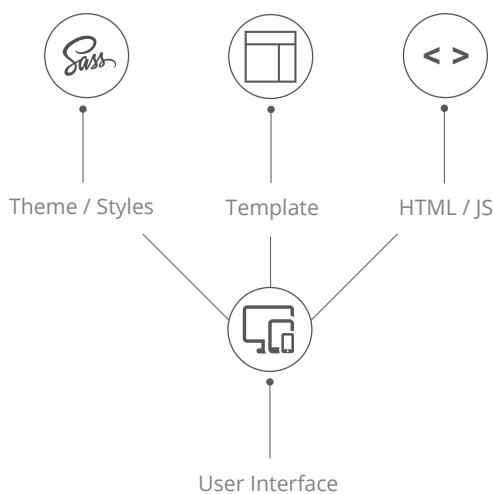 Sass
< >
Theme / Styles
Template
HTML / JS
User Interface